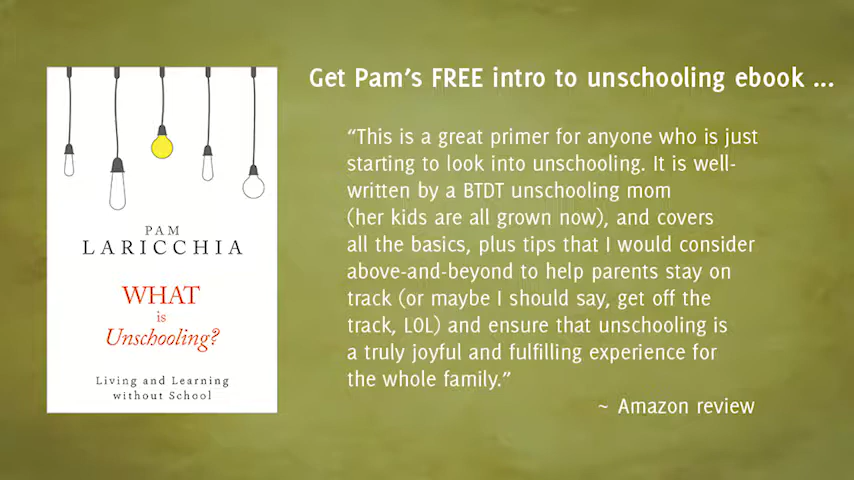 Get Pam's FREE intro to unschooling ebook ...
PAM
LARICCHIA
WHAT
is
Unschooling?
Living and Learning
without School
“This is a great primer for anyone who is just
starting to look into unschooling. It is well-
written by a BTDT unschooling mom
(her kids are all grown now), and covers
all the basics, plus tips that I would consider
above-and-beyond to help parents stay on
track (or maybe I should say, get off the
track, LOL) and ensure that unschooling is
a truly joyful and fulfilling experience for
the whole family.”
~ Amazon review